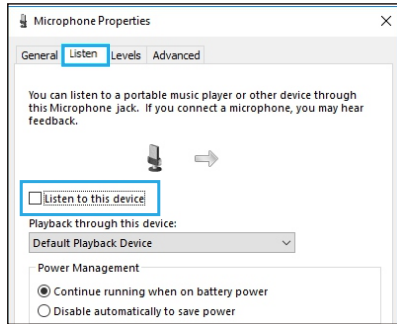 Microphone Properties
General Listen Levels Advanced
You can listen to a portable music player or other device through
this Microphone jack. If you connect a microphone, you may hear
feedback.
Listen to this device
Playback through this device:
Default Playback Device
Power Management
Continue running when on battery power
Disable automatically to save power